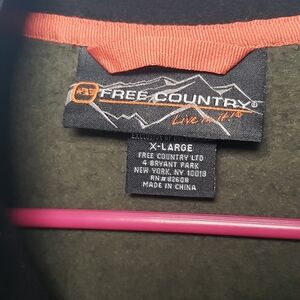 FREE COUNTRY®
Live in it!®
X-LARGE
FREE COUNTRY LTD
4 BRYANT PARK
NEW YORK, NY 10018
RN#82608
MADE IN CHINA